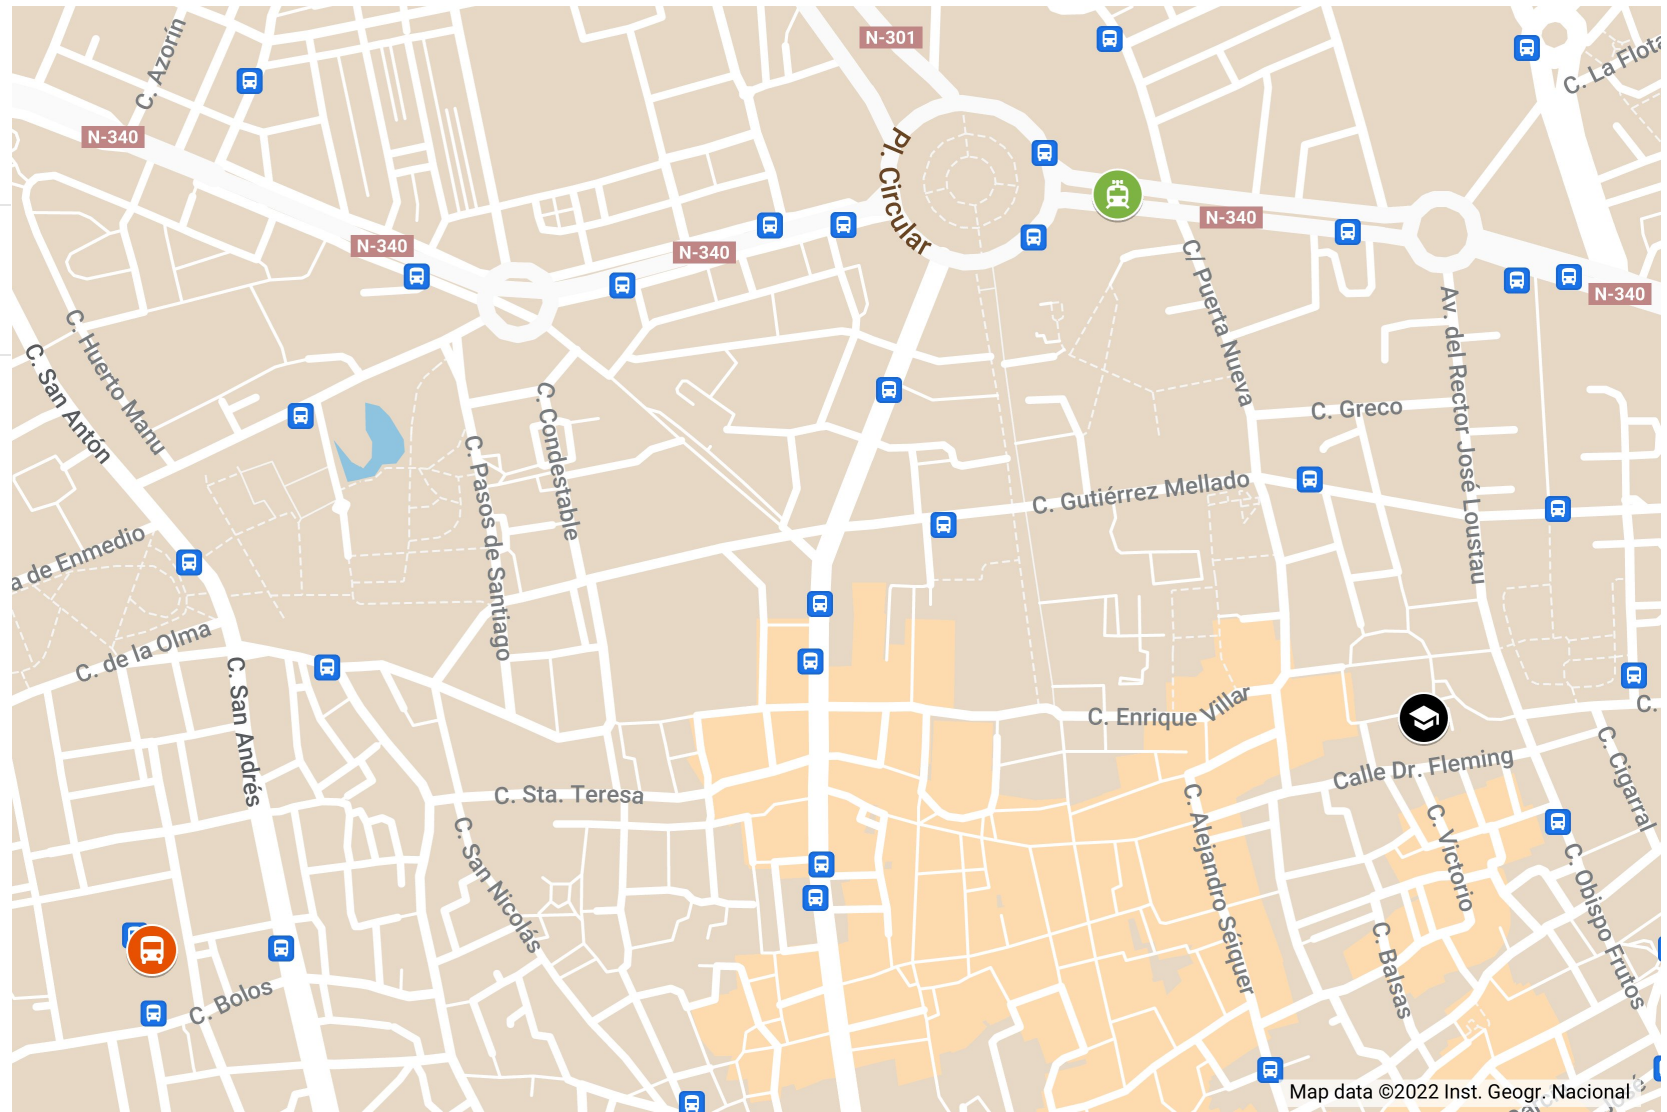 N-301
C. Azorín
C. La Flota
N-340
Pl. Circular
N-340
N-340
N-340
N-340
C/ Puerta Nueva
Av. del Rector José Loustau
C. Huerto Manu
C. San Antón
C. Condestable
C. Greco
C. Pasos de Santiago
C. Gutiérrez Mellado
a de Enmedio
C. de la Olma
C. San Andrés
C. Enrique Villar
C.
C. Cigarral
Calle Dr. Fleming
C. Sta. Teresa
C. Alejandro Séiquer
C. Victorio
C. San Nicolás
C. Obispo Frutos
C. Balsas
C. Bolos
Map data ©2022 Inst. Geogr. Nacional